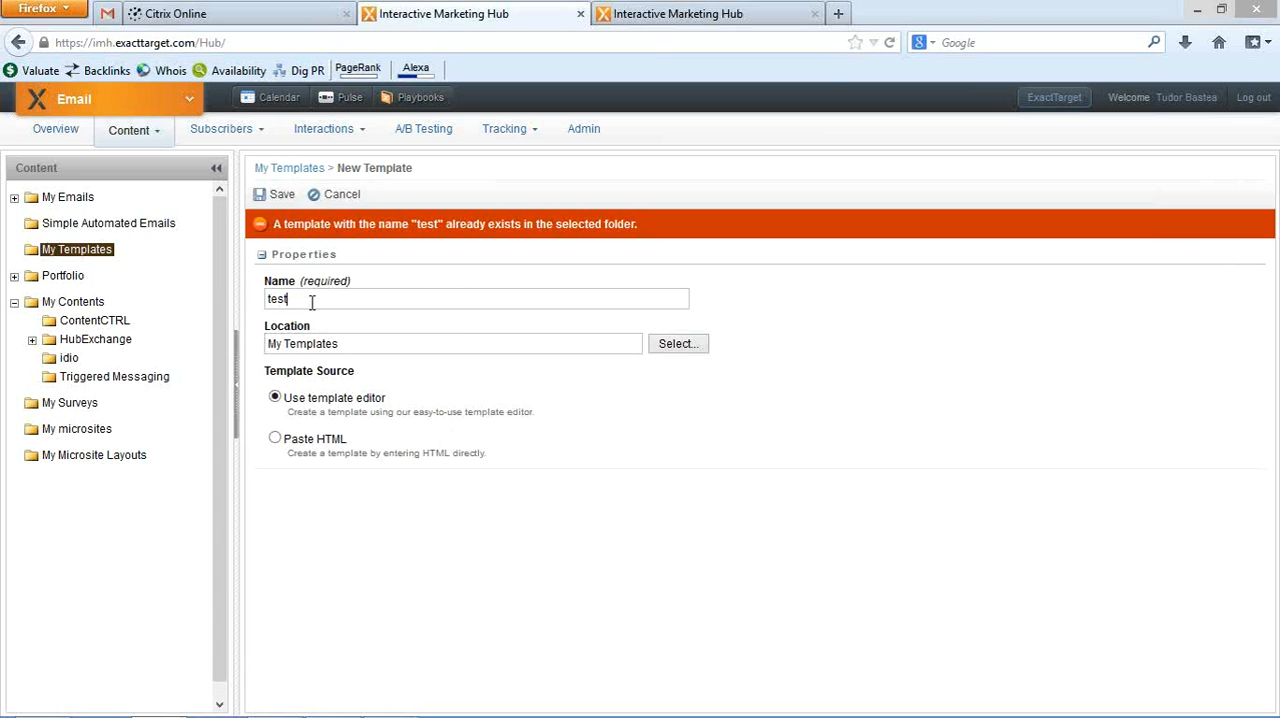 Firefox
Citrix Online
Interactive Marketing Hub
Interactive Marketing Hub
https://imh.exacttarget.com/Hub/
Google
Valuate
Backlinks
Whois
Availability
Dig PR
PageRank
Alexa
Email
Calendar
Pulse
Playbooks
ExactTarget
Welcome Tudor Bastea
Log out
Overview
Content
Subscribers
Interactions
A/B Testing
Tracking
Admin
Content
My Emails
Simple Automated Emails
My Templates
Portfolio
My Contents
ContentCTRL
HubExchange
idio
Triggered Messaging
My Surveys
My microsites
My Microsite Layouts
My Templates > New Template
Save
Cancel
A template with the name "test" already exists in the selected folder.
Properties
Name (required)
test
Location
My Templates
Select...
Template Source
Use template editor
Create a template using our easy-to-use template editor.
Paste HTML
Create a template by entering HTML directly.